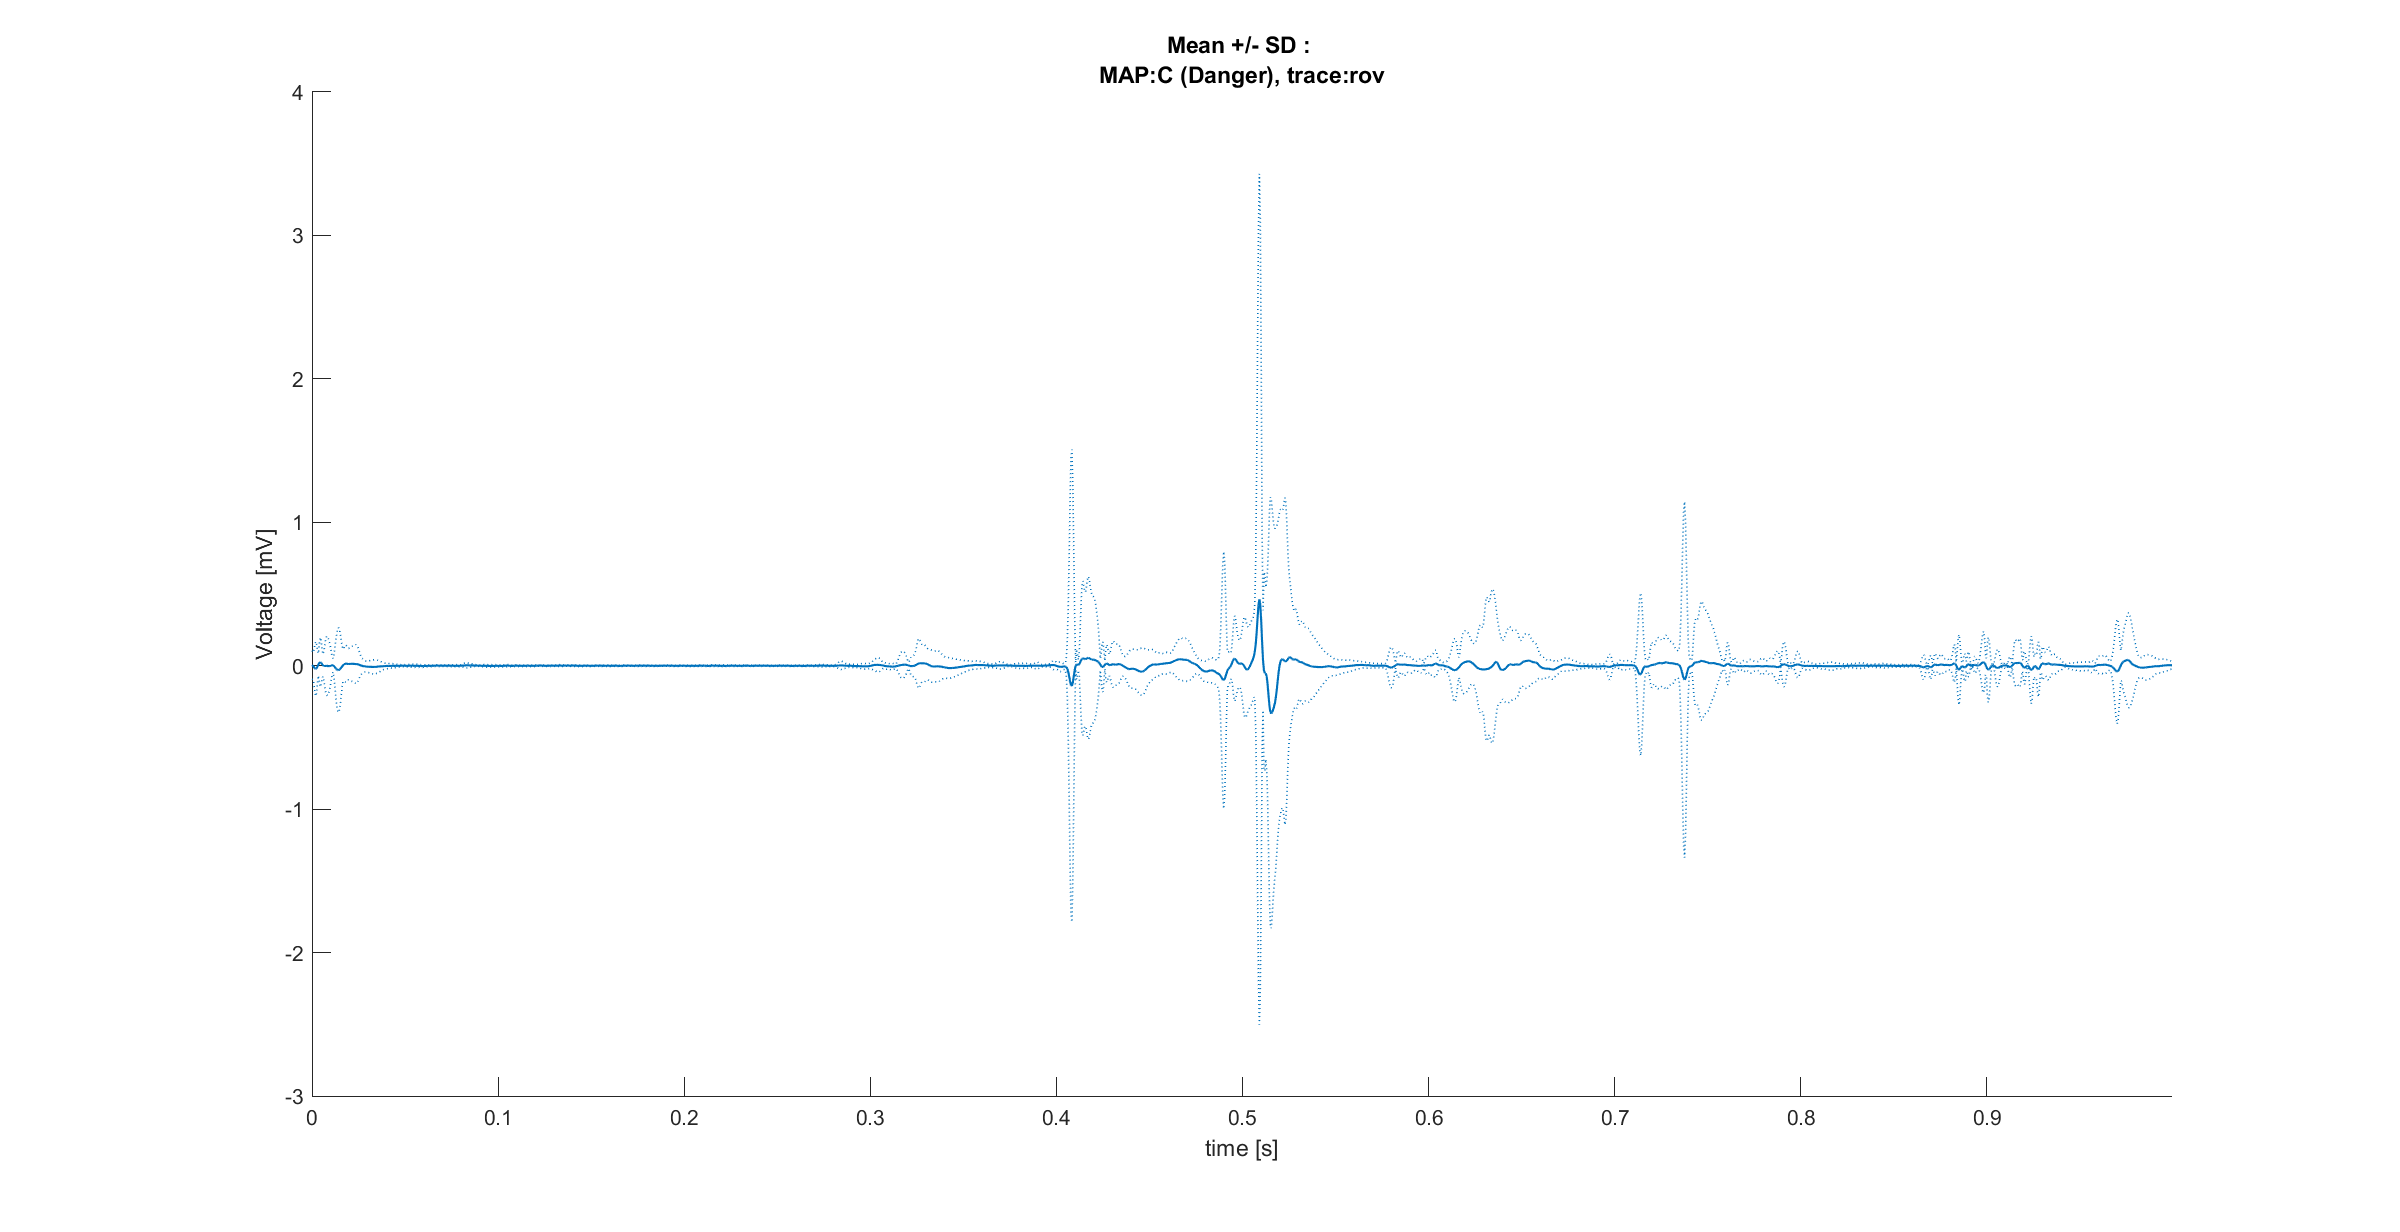 Mean +/- SD :
MAP:C (Danger), trace:rov
4
3
2
1
0
-1
-2
-3
Voltage [mV]
0 0.1 0.2 0.3 0.4 0.5 0.6 0.7 0.8 0.9
time [s]